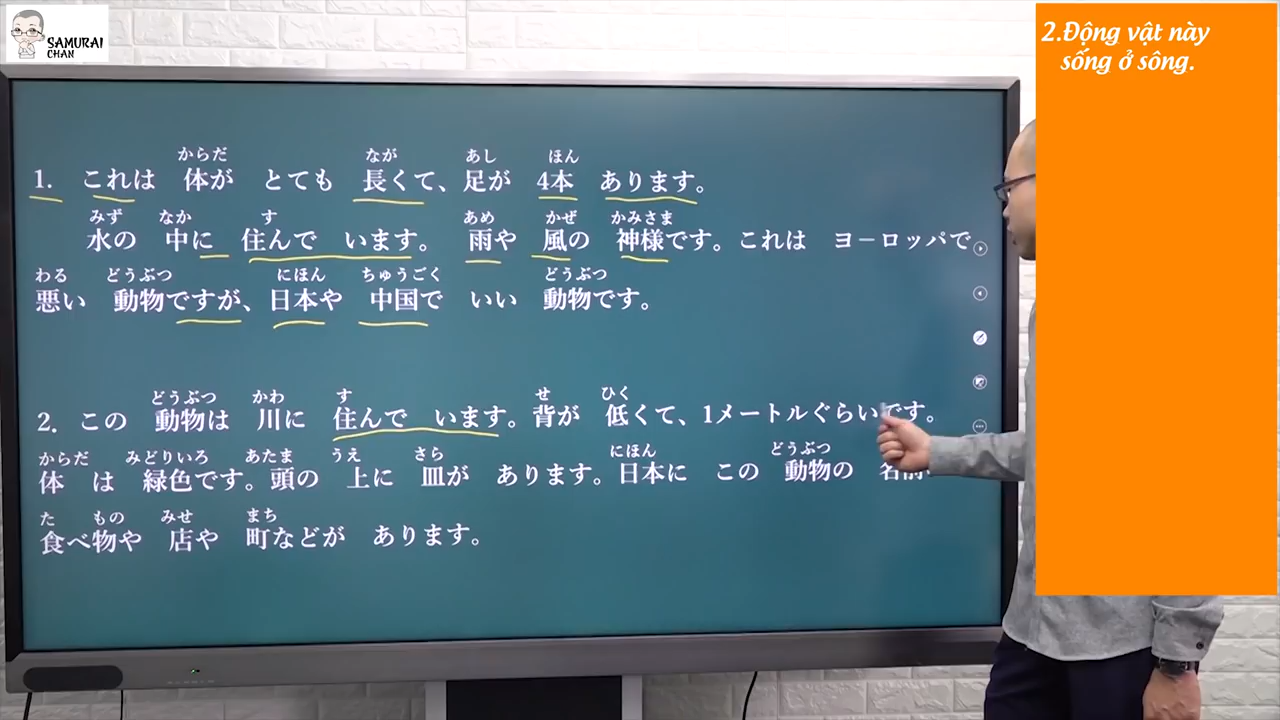 SAMURAI
CHAN
2.Động vật này
sống ở sông.
からだ なが あし ほん
1. これは 体が とても 長くて、足が 4本 あります。
みず なか す あめ かぜ かみさま
水の 中に 住んで います。 雨や 風の 神様です。これは ヨーロッパで
わる どうぶつ にほん ちゅうごく どうぶつ
悪い 動物ですが、日本や 中国で いい 動物です。
どうぶつ かわ す せ ひく
2. この 動物は 川に 住んで います。背が 低くて、1メートルぐらいです。
からだ みどりいろ あたま うえ さら にほん どうぶつ
体 は 緑色です。頭の 上に 皿が あります。日本に この 動物の 名前
た もの みせ まち
食べ物や 店や 町などが あります。